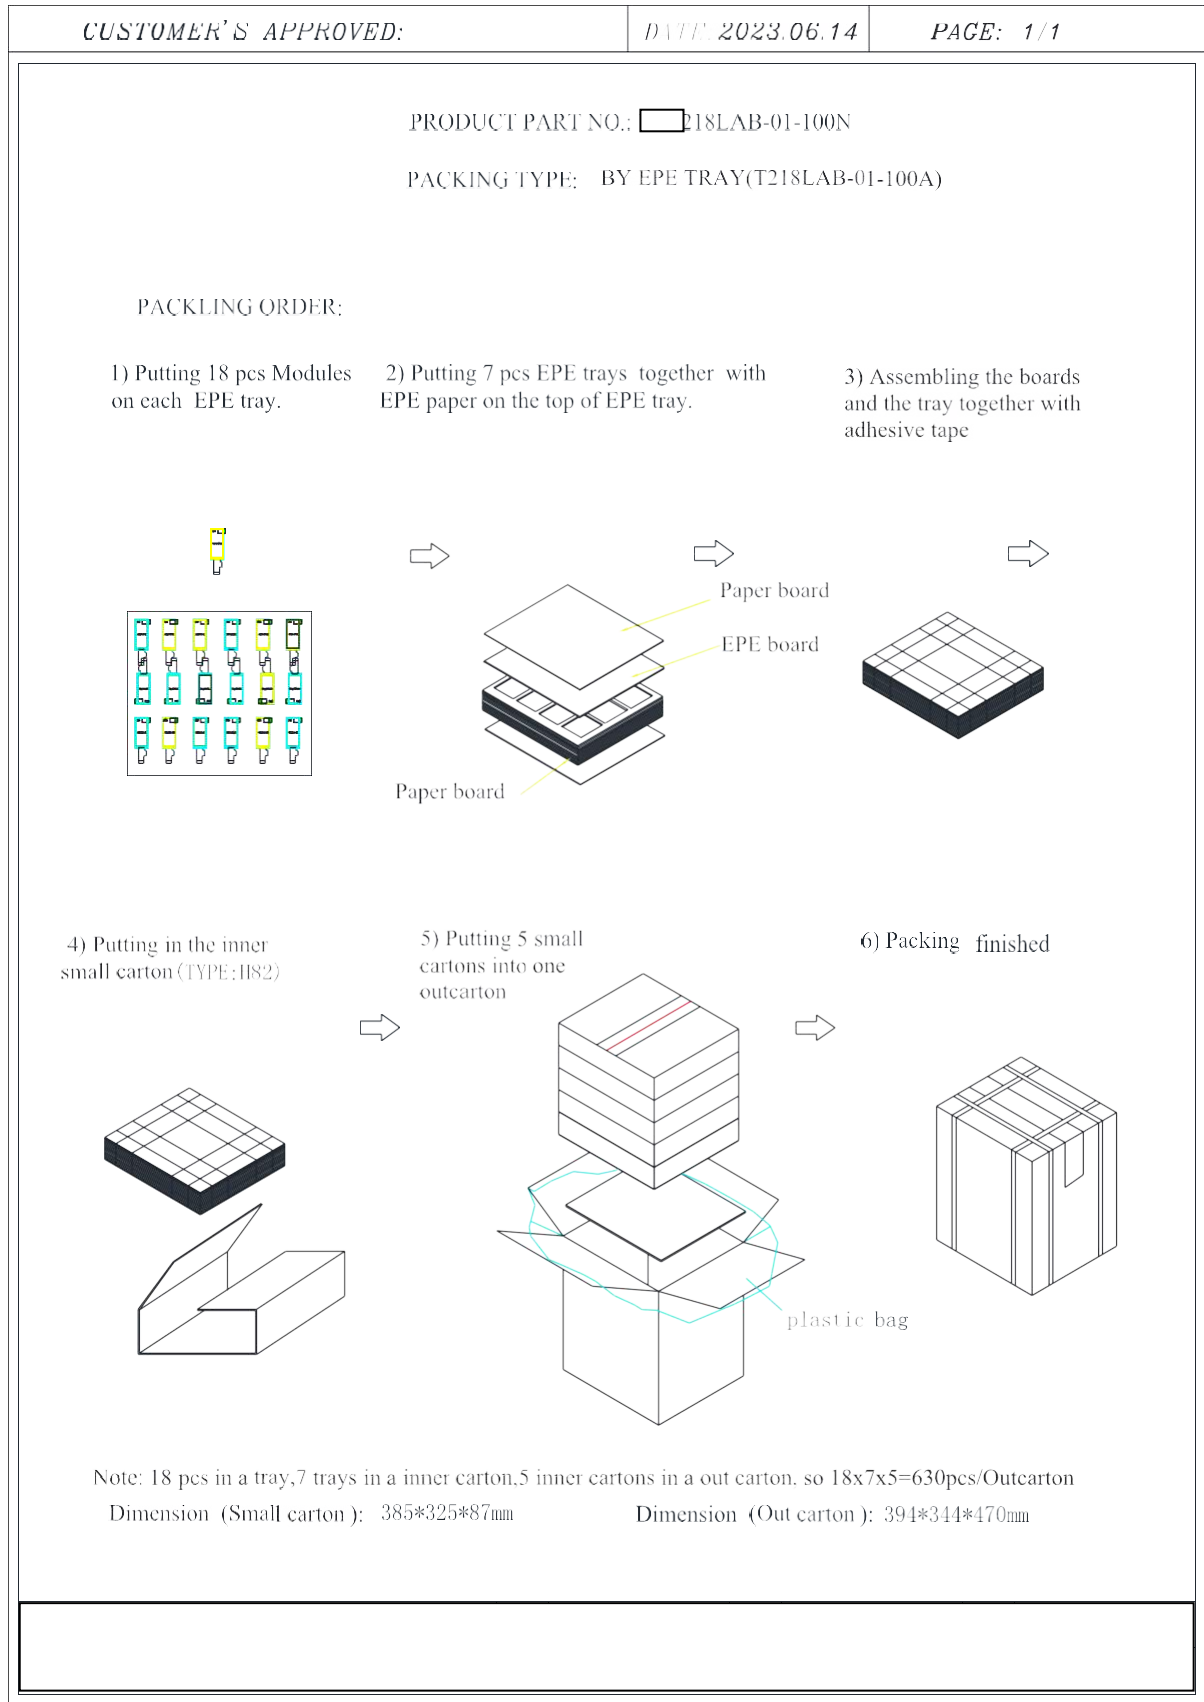 CUSTOMER'S APPROVED:
DATE: 2023.06.14
PAGE: 1/1
PRODUCT PART NO.: 218LAB-01-100N
PACKING TYPE: BY EPE TRAY(T218LAB-01-100A)
PACKLING ORDER:
1) Putting 18 pcs Modules
on each EPE tray.
2) Putting 7 pcs EPE trays together with
EPE paper on the top of EPE tray.
3) Assembling the boards
and the tray together with
adhesive tape
Paper board
EPE board
Paper board
4) Putting in the inner
small carton(TYPE:H82)
5) Putting 5 small
cartons into one
outcarton
6) Packing finished
plastic bag
Note: 18 pcs in a tray,7 trays in a inner carton,5 inner cartons in a out carton. so 18x7x5=630pcs/Outcarton
Dimension (Small carton ): 385*325*87mm
Dimension (Out carton ): 394*344*470mm